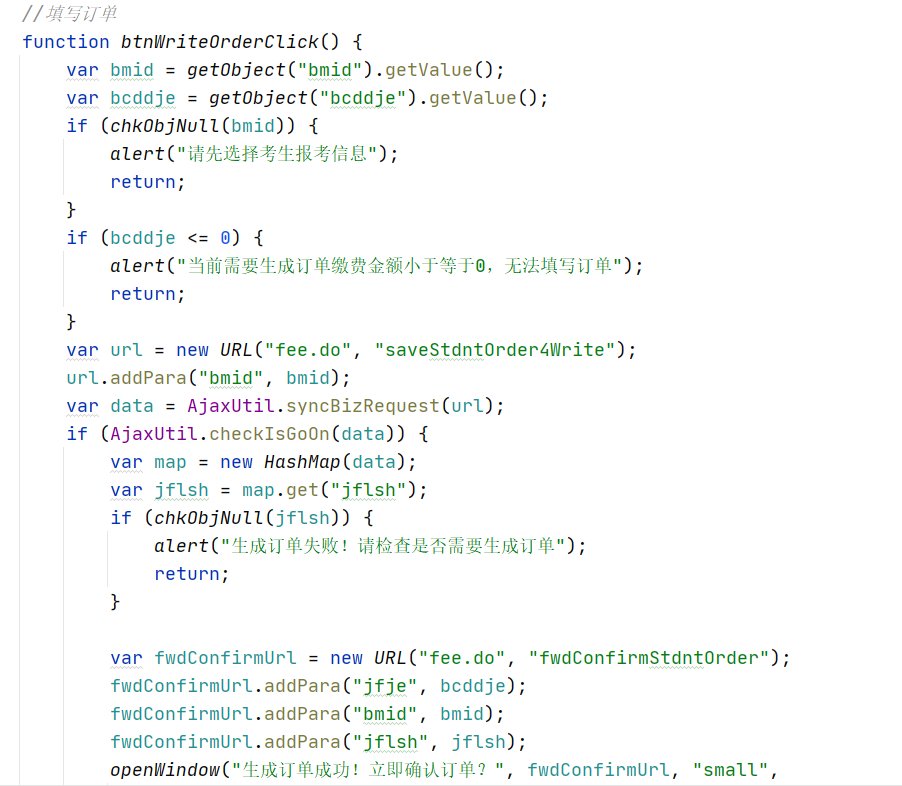 //填写订单
function btnWriteOrderClick() {
    var bmid = getObject("bmid").getValue();
    var bcddje = getObject("bcddje").getValue();
    if (chkObjNull(bmid)) {
        alert("请先选择考生报考信息");
        return;
    }
    if (bcddje <= 0) {
        alert("当前需要生成订单缴费金额小于等于0，无法填写订单");
        return;
    }
    var url = new URL("fee.do", "saveStdntOrder4Write");
    url.addPara("bmid", bmid);
    var data = AjaxUtil.syncBizRequest(url);
    if (AjaxUtil.checkIsGoOn(data)) {
        var map = new HashMap(data);
        var jflsh = map.get("jflsh");
        if (chkObjNull(jflsh)) {
            alert("生成订单失败！请检查是否需要生成订单");
            return;
        }

        var fwdConfirmUrl = new URL("fee.do", "fwdConfirmStdntOrder");
        fwdConfirmUrl.addPara("jfje", bcddje);
        fwdConfirmUrl.addPara("bmid", bmid);
        fwdConfirmUrl.addPara("jflsh", jflsh);
        openWindow("生成订单成功！立即确认订单？", fwdConfirmUrl, "small",